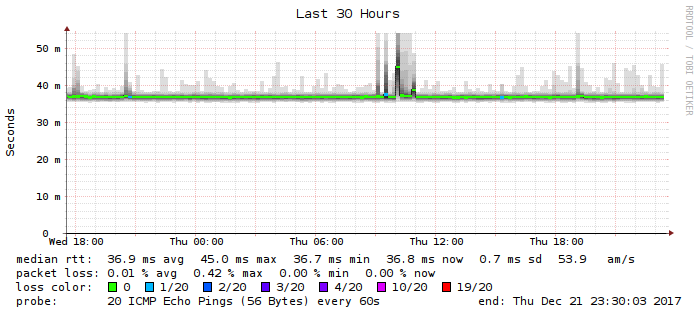 Last 30 Hours
RRDTOOL / TOBI OETIKER
Seconds
50 m
40 m
30 m
20 m
10 m
0
Wed 18:00 Thu 00:00 Thu 06:00 Thu 12:00 Thu 18:00
median rtt: 36.9 ms avg 45.0 ms max 36.7 ms min 36.8 ms now 0.7 ms sd 53.9 am/s
packet loss: 0.01 % avg 0.42 % max 0.00 % min 0.00 % now
loss color: 0 1/20 2/20 3/20 4/20 10/20 19/20
probe: 20 ICMP Echo Pings (56 Bytes) every 60s end: Thu Dec 21 23:30:03 2017